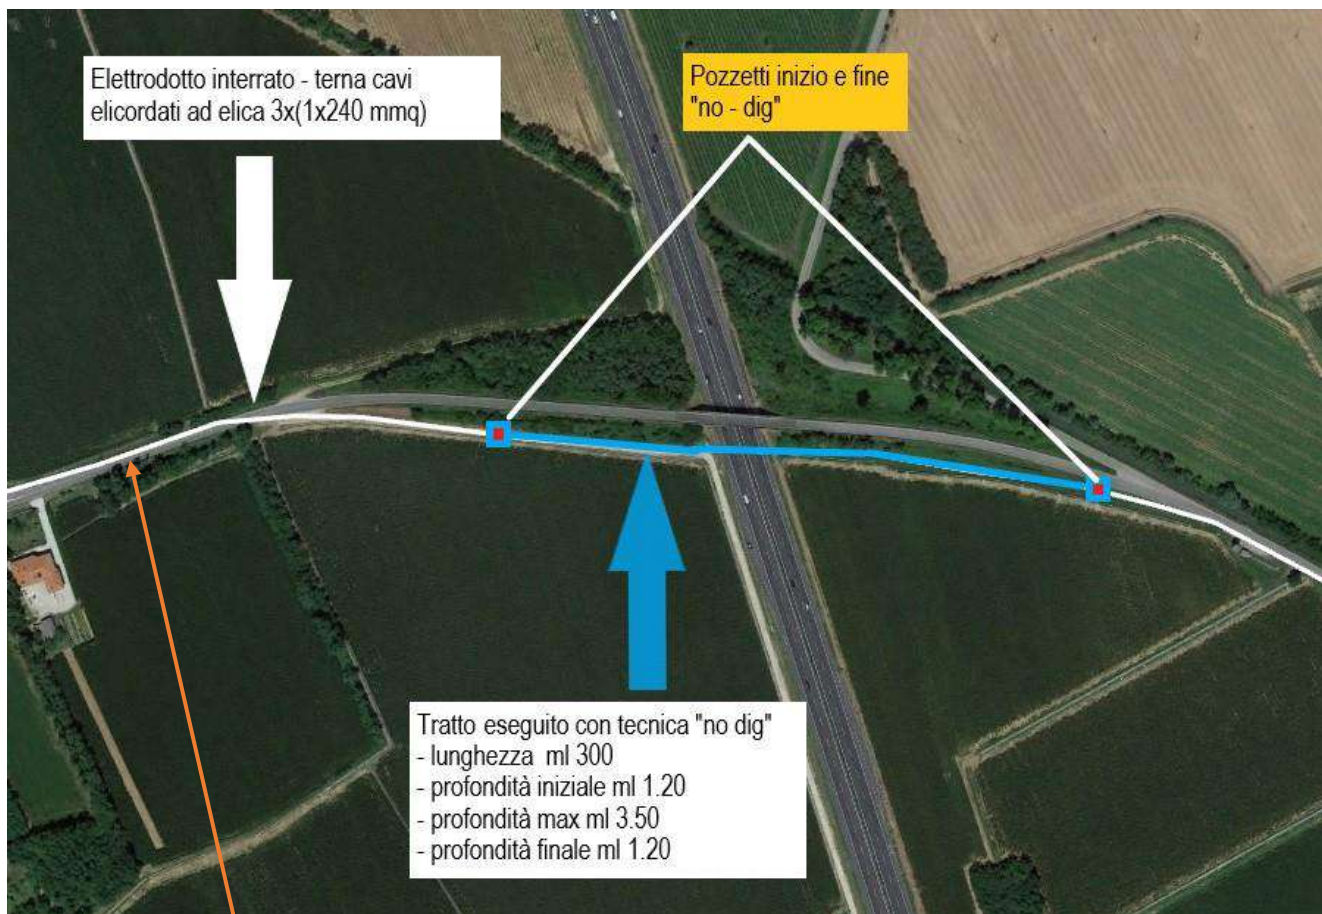 Elettrodotto interrato - terna cavi
elicordati ad elica 3x(1x240 mmq)
Pozzetti inizio e fine
"no - dig"
Tratto eseguito con tecnica "no dig"
- lunghezza  ml 300
- profondità iniziale ml 1.20
- profondità max ml 3.50
- profondità finale ml 1.20